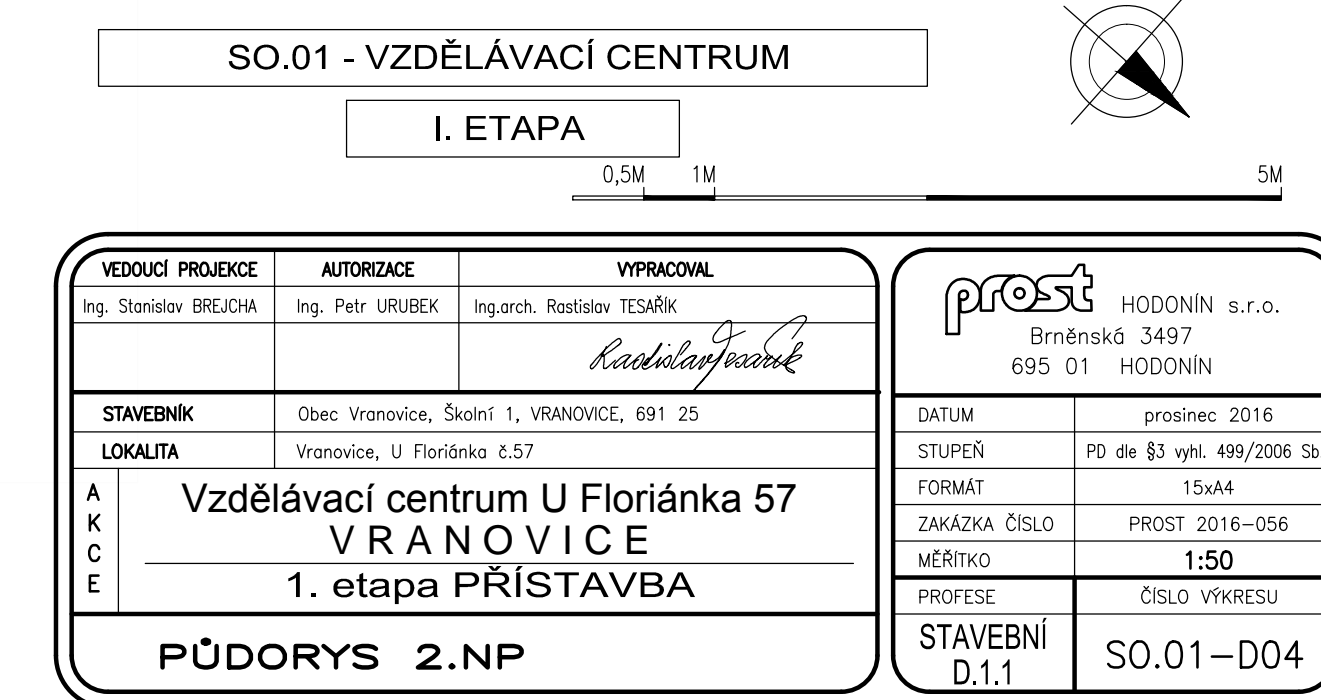 SO.01 - VZDĚLÁVACÍ CENTRUM
I. ETAPA
0,5M 1M 5M
VEDOUCÍ PROJEKCE AUTORIZACE VYPRACOVAL
Ing. Stanislav BREJCHA Ing. Petr URUBEK Ing.arch. Rastislav TESAŘÍK
Rastislav Tesařík
STAVEBNÍK Obec Vranovice, Školní 1, VRANOVICE, 691 25
LOKALITA Vranovice, U Floriánka č.57
AKCE
Vzdělávací centrum U Floriánka 57
VRANOVICE
1. etapa PŘÍSTAVBA
PŮDORYS 2.NP
prost HODONÍN s.r.o.
Brněnská 3497
695 01 HODONÍN
DATUM prosinec 2016
STUPEŇ PD dle §3 vyhl. 499/2006 Sb.
FORMÁT 15xA4
ZAKÁZKA ČÍSLO PROST 2016-056
MĚŘÍTKO 1:50
PROFESE ČÍSLO VÝKRESU
STAVEBNÍ
D.1.1
SO.01-D04